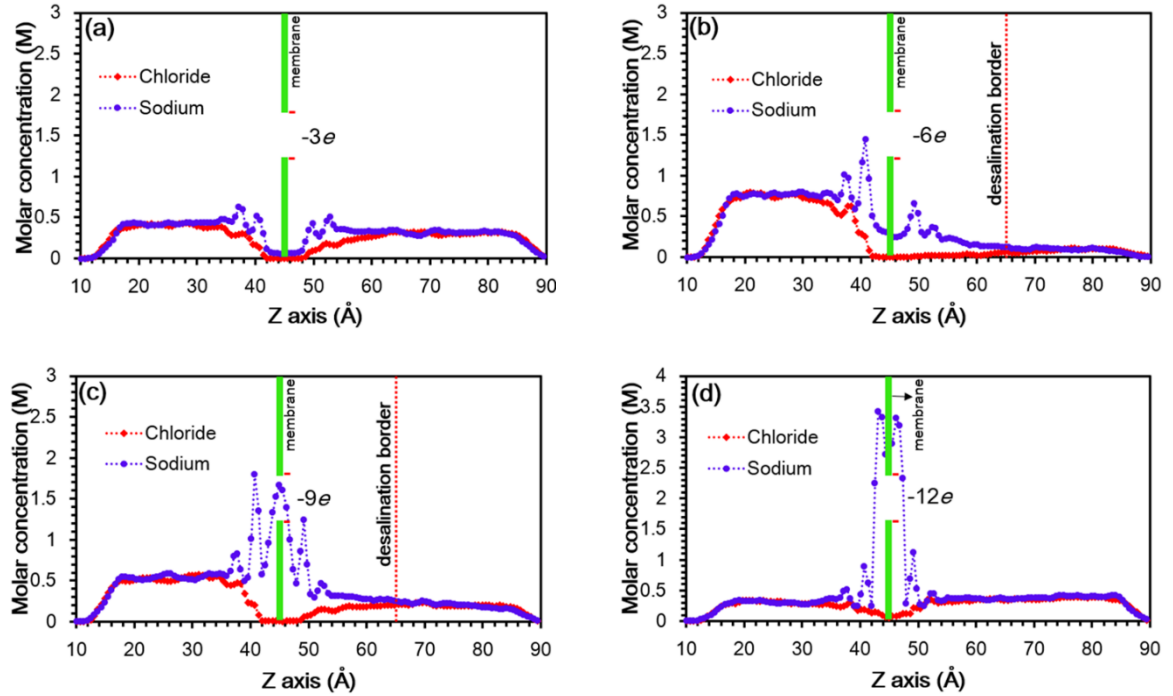 (a)
Molar concentration (M)
3
2.5
2
1.5
1
0.5
0
Chloride
Sodium
membrane
-3e
10 20 30 40 50 60 70 80 90
Z axis (Å)
(b)
Molar concentration (M)
3
2.5
2
1.5
1
0.5
0
Chloride
Sodium
membrane
-6e
desalination border
10 20 30 40 50 60 70 80 90
Z axis (Å)
(c)
Molar concentration (M)
3
2.5
2
1.5
1
0.5
0
Chloride
Sodium
membrane
-9e
desalination border
10 20 30 40 50 60 70 80 90
Z axis (Å)
(d)
Molar concentration (M)
4
3.5
3
2.5
2
1.5
1
0.5
0
Chloride
Sodium
membrane
-12e
10 20 30 40 50 60 70 80 90
Z axis (Å)